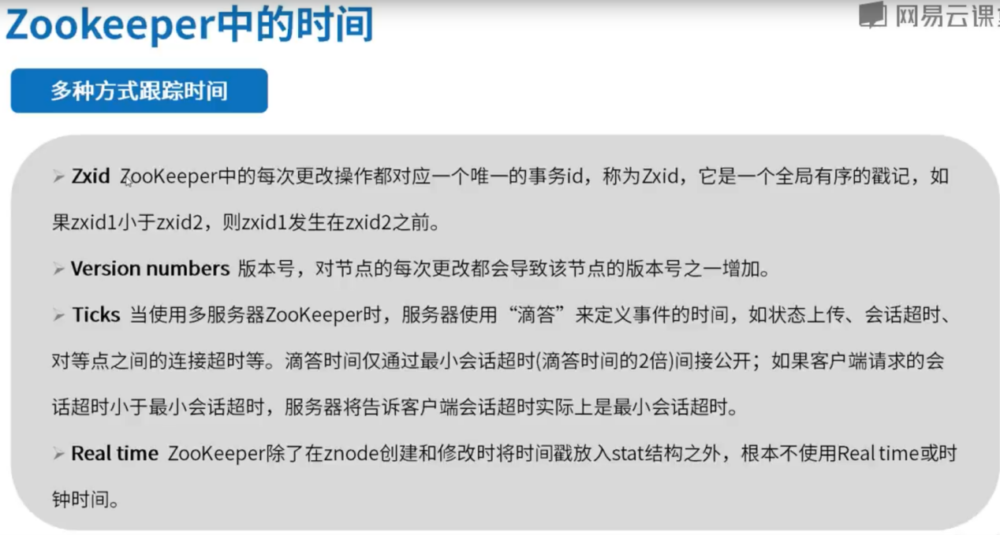 Zookeeper中的时间
网易云课
多种方式跟踪时间
➢ Zxid ZooKeeper中的每次更改操作都对应一个唯一的事务id，称为Zxid，它是一个全局有序的戳记，如
果zxid1小于zxid2，则zxid1发生在zxid2之前。
➢ Version numbers 版本号，对节点的每次更改都会导致该节点的版本号之一增加。
➢ Ticks 当使用多服务器ZooKeeper时，服务器使用“滴答”来定义事件的时间，如状态上传、会话超时、
对等点之间的连接超时等。滴答时间仅通过最小会话超时(滴答时间的2倍)间接公开；如果客户端请求的会
话超时小于最小会话超时，服务器将告诉客户端会话超时实际上是最小会话超时。
➢ Real time ZooKeeper除了在znode创建和修改时将时间戳放入stat结构之外，根本不使用Real time或时
钟时间。